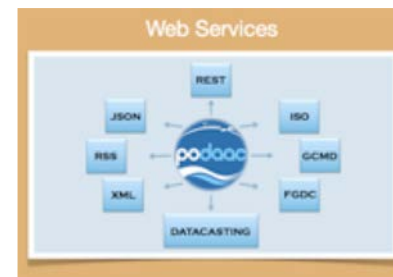 Web Services
REST
JSON
ISO
RSS
podaac
GCMD
XML
FGDC
DATACASTING